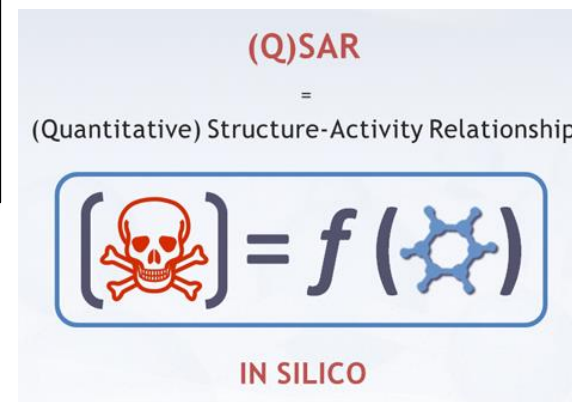 (Q)SAR
=
(Quantitative) Structure-Activity Relationship
[ ] = f ( )
IN SILICO